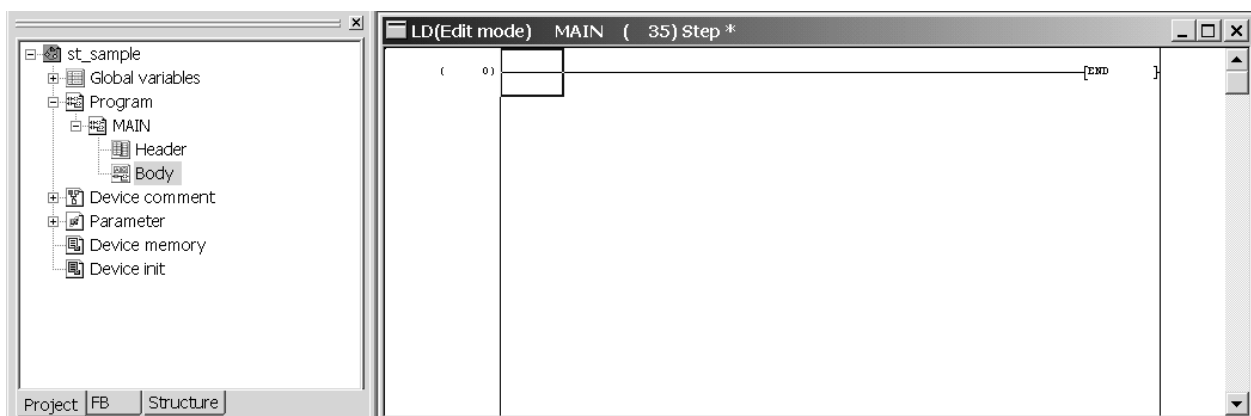 st_sample
Global variables
Program
MAIN
Header
Body
Device comment
Parameter
Device memory
Device init
Project FB Structure
LD(Edit mode) MAIN ( 35) Step *
( 0) [END ]